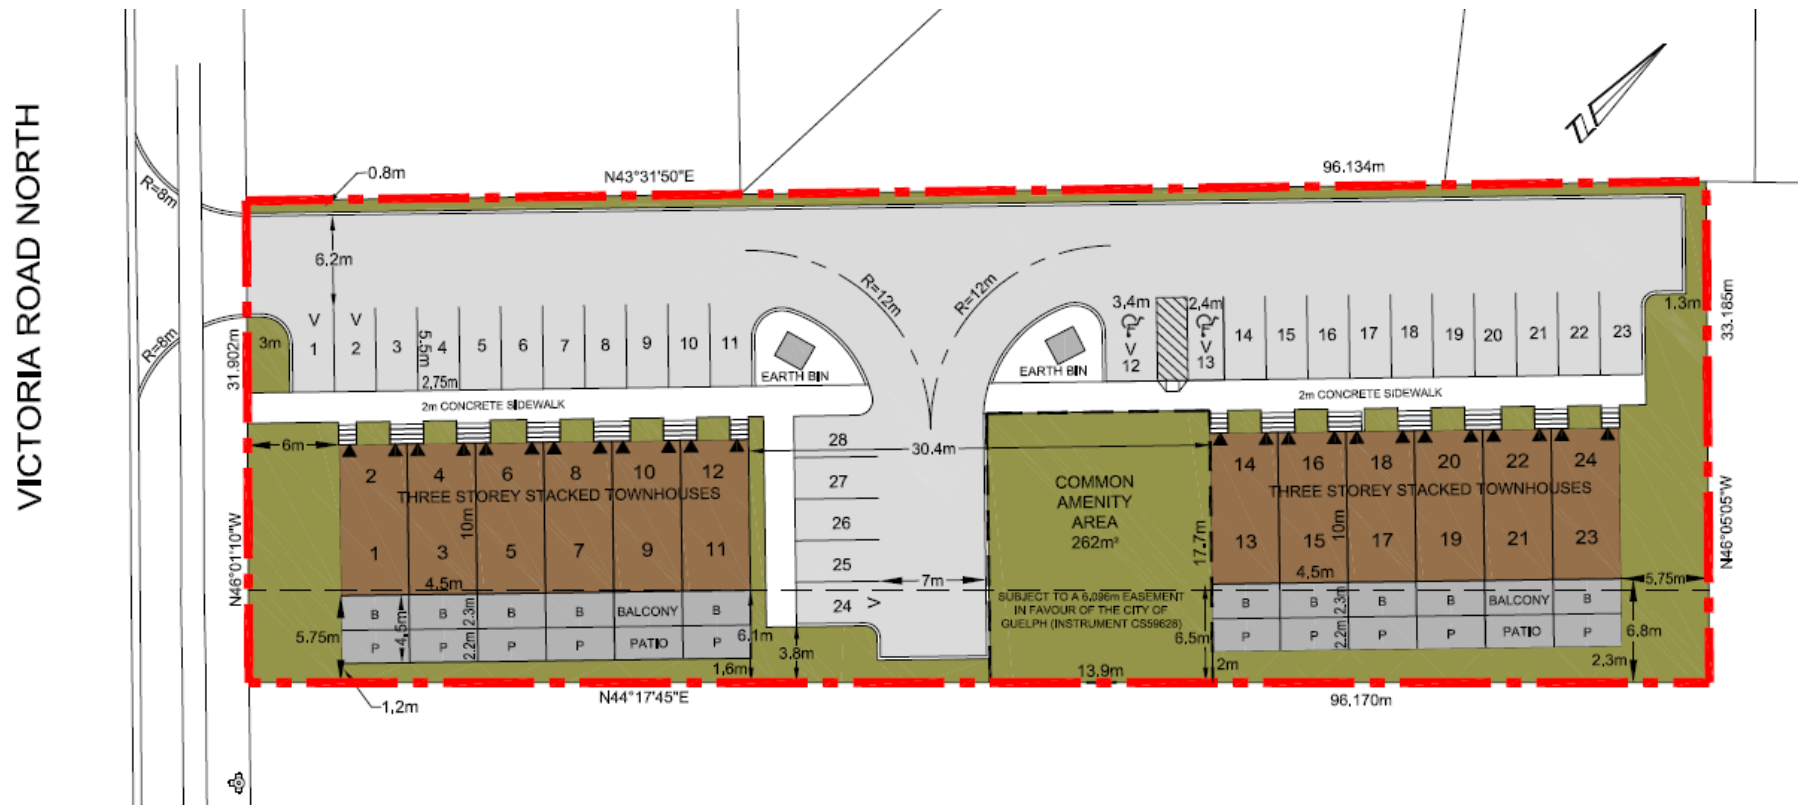 VICTORIA ROAD NORTH
R=8m
0.8m
N43°31'50"E
96.134m
6.2m
R=12m
R=12m
R=8m
31.902m
3m
V
V
1
2
3
4
5
6
7
8
9
10
11
5.5m
2.75m
EARTH BIN
EARTH BIN
3.4m
2.4m
V
V
12
13
14
15
16
17
18
19
20
21
22
23
1.3m
33.185m
2m CONCRETE SIDEWALK
2m CONCRETE SIDEWALK
6m
30.4m
28
27
26
25
24
V
7m
2
4
6
8
10
12
THREE STOREY STACKED TOWNHOUSES
10m
1
3
5
7
9
11
4.5m
COMMON
AMENITY
AREA
262m²
17.7m
14
16
18
20
22
24
THREE STOREY STACKED TOWNHOUSES
10m
13
15
17
19
21
23
4.5m
N46°01'10"W
N46°05'05"W
5.75m
SUBJECT TO A 6.096m EASEMENT
IN FAVOUR OF THE CITY OF
GUELPH (INSTRUMENT CS59628)
5.75m
B
B
B
B
BALCONY
B
4.5m
2.3m
P
P
P
P
PATIO
P
2.2m
6.1m
3.8m
6.5m
B
B
B
B
BALCONY
B
2.3m
P
P
P
P
PATIO
P
2.2m
6.8m
1.6m
13.9m
2m
2.3m
1.2m
N44°17'45"E
96.170m